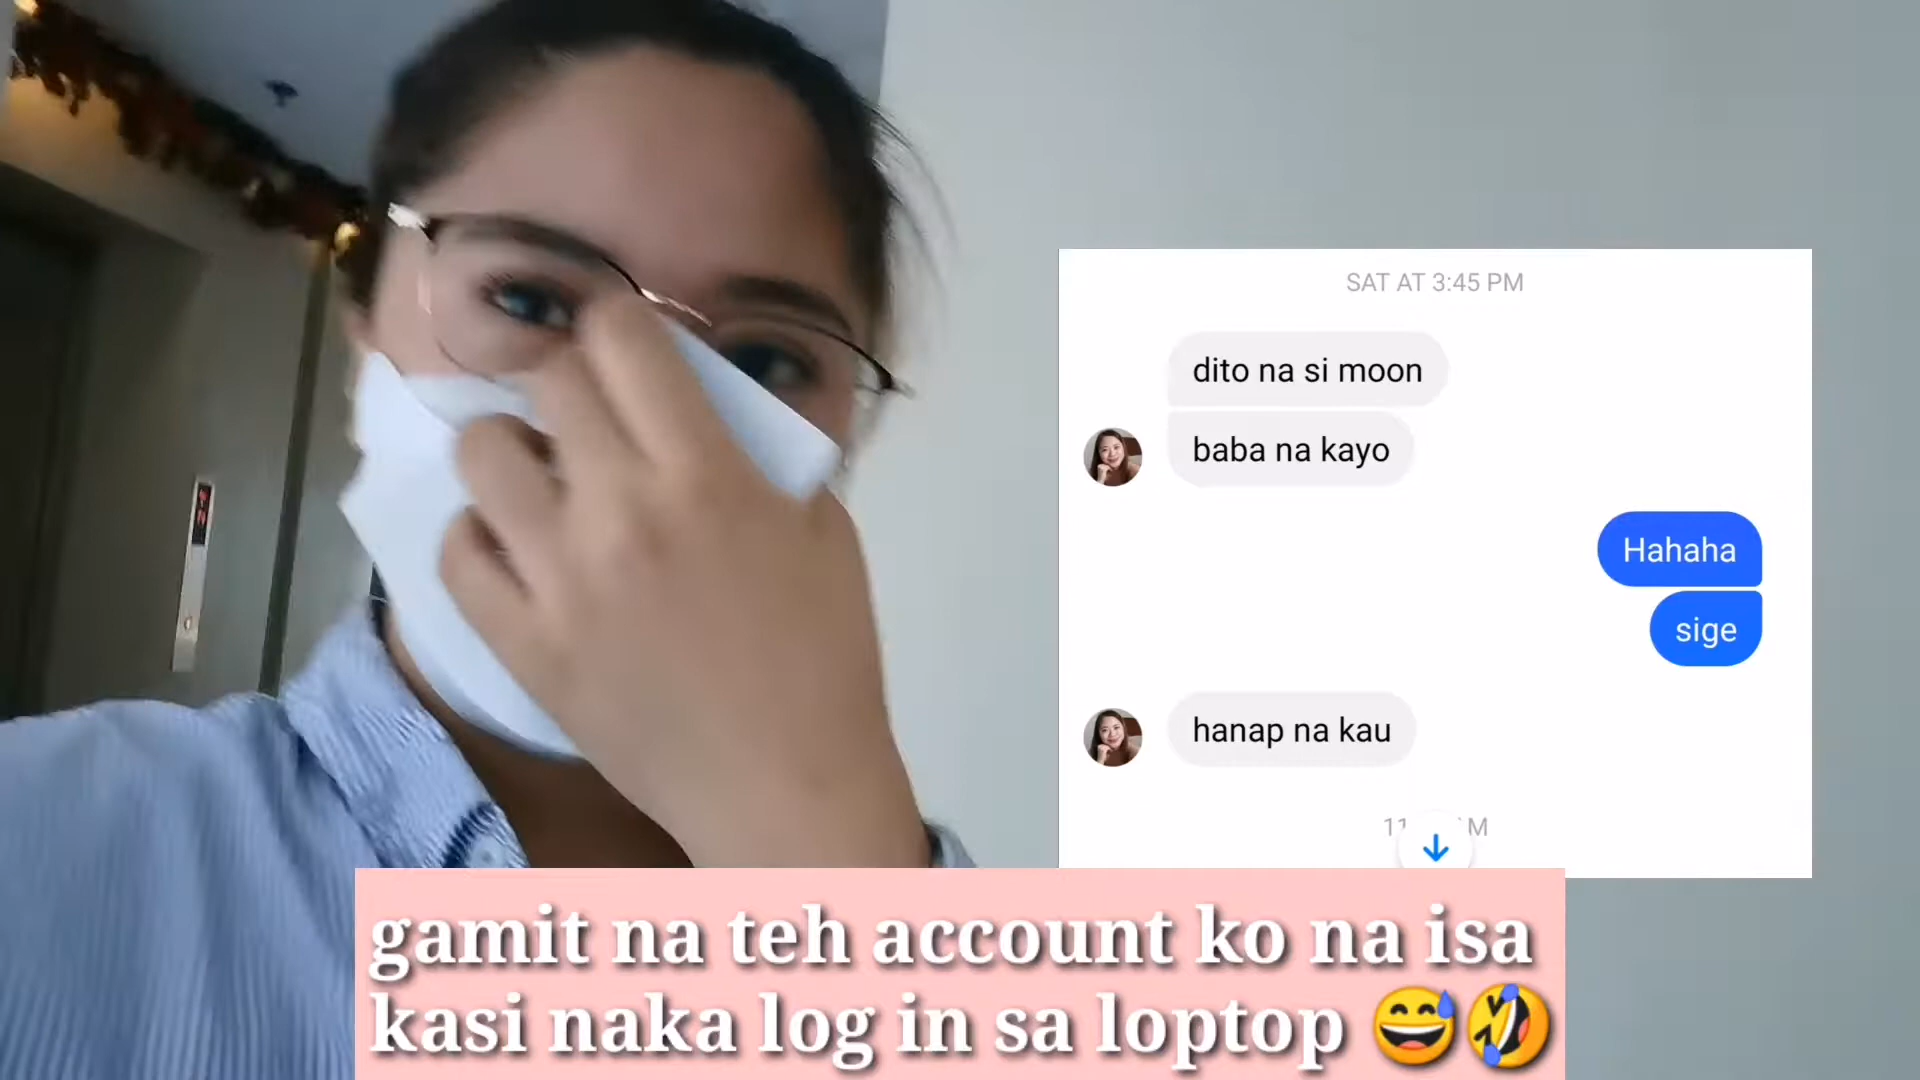 SAT AT 3:45 PM
dito na si moon
baba na kayo
Hahaha
sige
hanap na kau
gamit na teh account ko na isa
kasi naka log in sa loptop 😅🤣